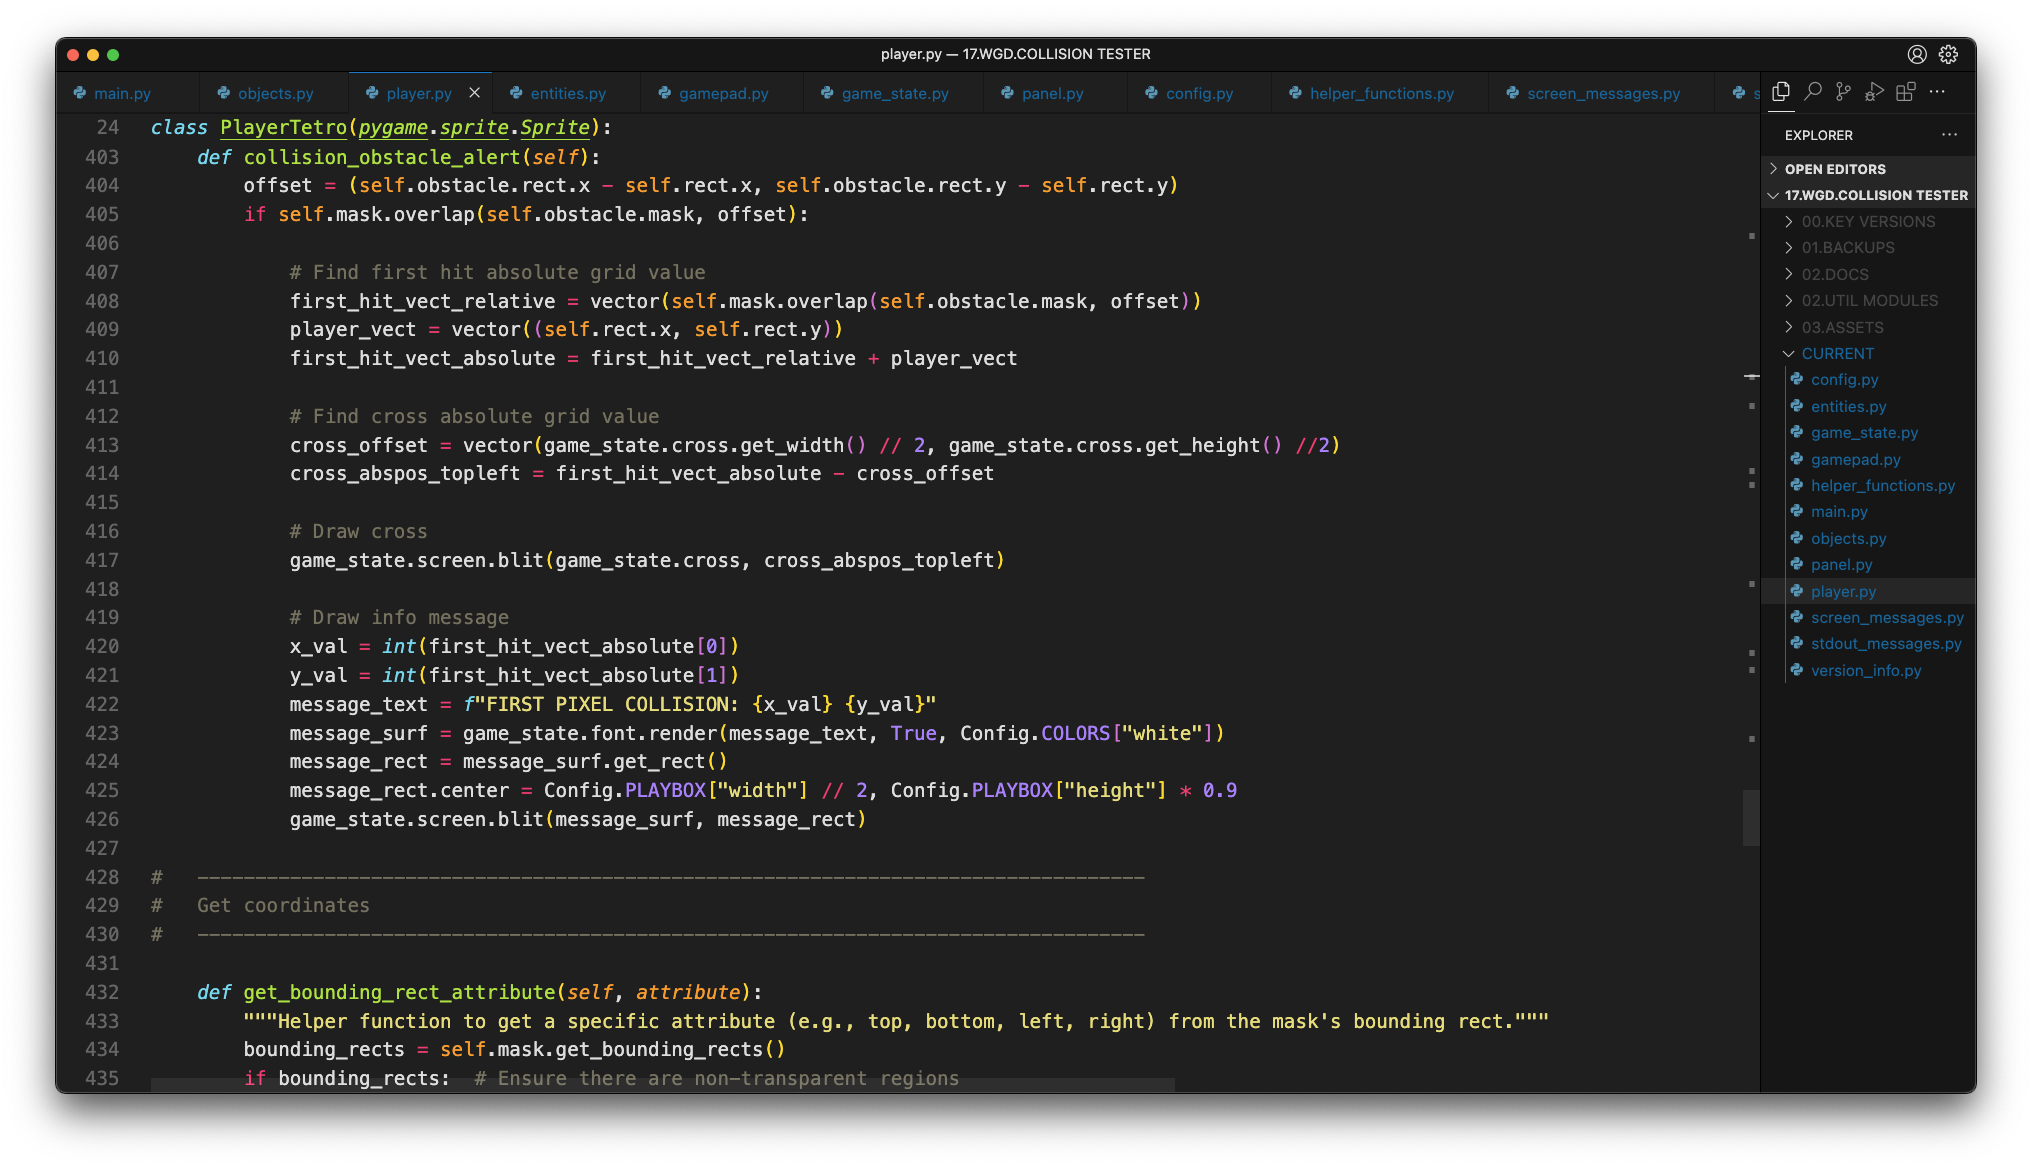 player.py — 17.WGD.COLLISION TESTER
main.py objects.py player.py entities.py gamepad.py game_state.py panel.py config.py helper_functions.py screen_messages.py s
24 class PlayerTetro(pygame.sprite.Sprite):
403     def collision_obstacle_alert(self):
404         offset = (self.obstacle.rect.x - self.rect.x, self.obstacle.rect.y - self.rect.y)
405         if self.mask.overlap(self.obstacle.mask, offset):
406
407             # Find first hit absolute grid value
408             first_hit_vect_relative = vector(self.mask.overlap(self.obstacle.mask, offset))
409             player_vect = vector((self.rect.x, self.rect.y))
410             first_hit_vect_absolute = first_hit_vect_relative + player_vect
411
412             # Find cross absolute grid value
413             cross_offset = vector(game_state.cross.get_width() // 2, game_state.cross.get_height() //2)
414             cross_abspos_topleft = first_hit_vect_absolute - cross_offset
415
416             # Draw cross
417             game_state.screen.blit(game_state.cross, cross_abspos_topleft)
418
419             # Draw info message
420             x_val = int(first_hit_vect_absolute[0])
421             y_val = int(first_hit_vect_absolute[1])
422             message_text = f"FIRST PIXEL COLLISION: {x_val} {y_val}"
423             message_surf = game_state.font.render(message_text, True, Config.COLORS["white"])
424             message_rect = message_surf.get_rect()
425             message_rect.center = Config.PLAYBOX["width"] // 2, Config.PLAYBOX["height"] * 0.9
426             game_state.screen.blit(message_surf, message_rect)
427
428 #   ----------------------------------------------------------------------------------
429 #   Get coordinates
430 #   ----------------------------------------------------------------------------------
431
432     def get_bounding_rect_attribute(self, attribute):
433         """Helper function to get a specific attribute (e.g., top, bottom, left, right) from the mask's bounding rect."""
434         bounding_rects = self.mask.get_bounding_rects()
435         if bounding_rects:  # Ensure there are non-transparent regions
EXPLORER
OPEN EDITORS
17.WGD.COLLISION TESTER
00.KEY VERSIONS
01.BACKUPS
02.DOCS
02.UTIL MODULES
03.ASSETS
CURRENT
config.py
entities.py
game_state.py
gamepad.py
helper_functions.py
main.py
objects.py
panel.py
player.py
screen_messages.py
stdout_messages.py
version_info.py